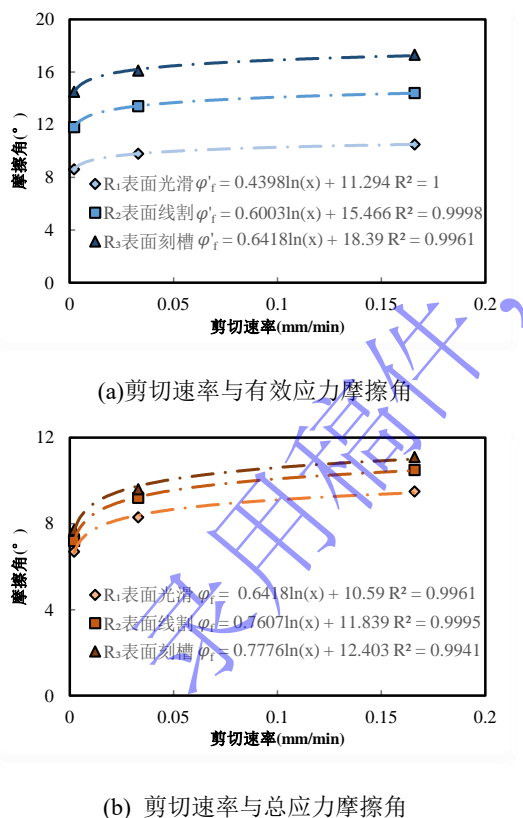 20
16
12
8
4
0
摩擦角(°)
R₁表面光滑 φ'f = 0.4398ln(x) + 11.294 R² = 1
R₂表面线割 φ'f = 0.6003ln(x) + 15.466 R² = 0.9998
R₃表面刻槽 φ'f = 0.6418ln(x) + 18.39 R² = 0.9961
0 0.05 0.1 0.15 0.2
剪切速率(mm/min)
(a)剪切速率与有效应力摩擦角
12
8
4
0
摩擦角(°)
R₁表面光滑 φf = 0.6418ln(x) + 10.59 R² = 0.9961
R₂表面线割 φf = 0.7607ln(x) + 11.839 R² = 0.9995
R₃表面刻槽 φf = 0.7776ln(x) + 12.403 R² = 0.9941
0 0.05 0.1 0.15 0.2
剪切速率(mm/min)
(b) 剪切速率与总应力摩擦角
录用稿件，